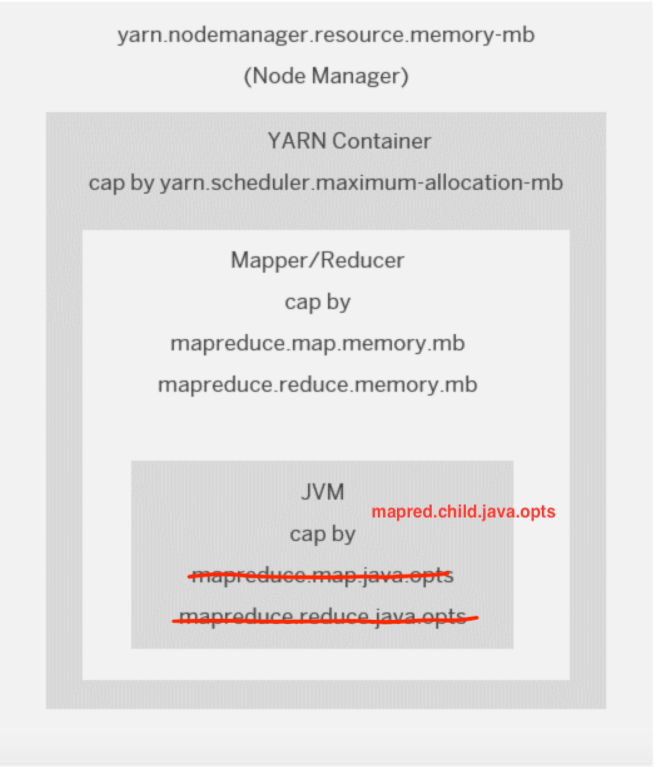 yarn.nodemanager.resource.memory-mb
(Node Manager)
YARN Container
cap by yarn.scheduler.maximum-allocation-mb
Mapper/Reducer
cap by
mapreduce.map.memory.mb
mapreduce.reduce.memory.mb
JVM
mapred.child.java.opts
cap by
mapreduce.map.java.opts
mapreduce.reduce.java.opts